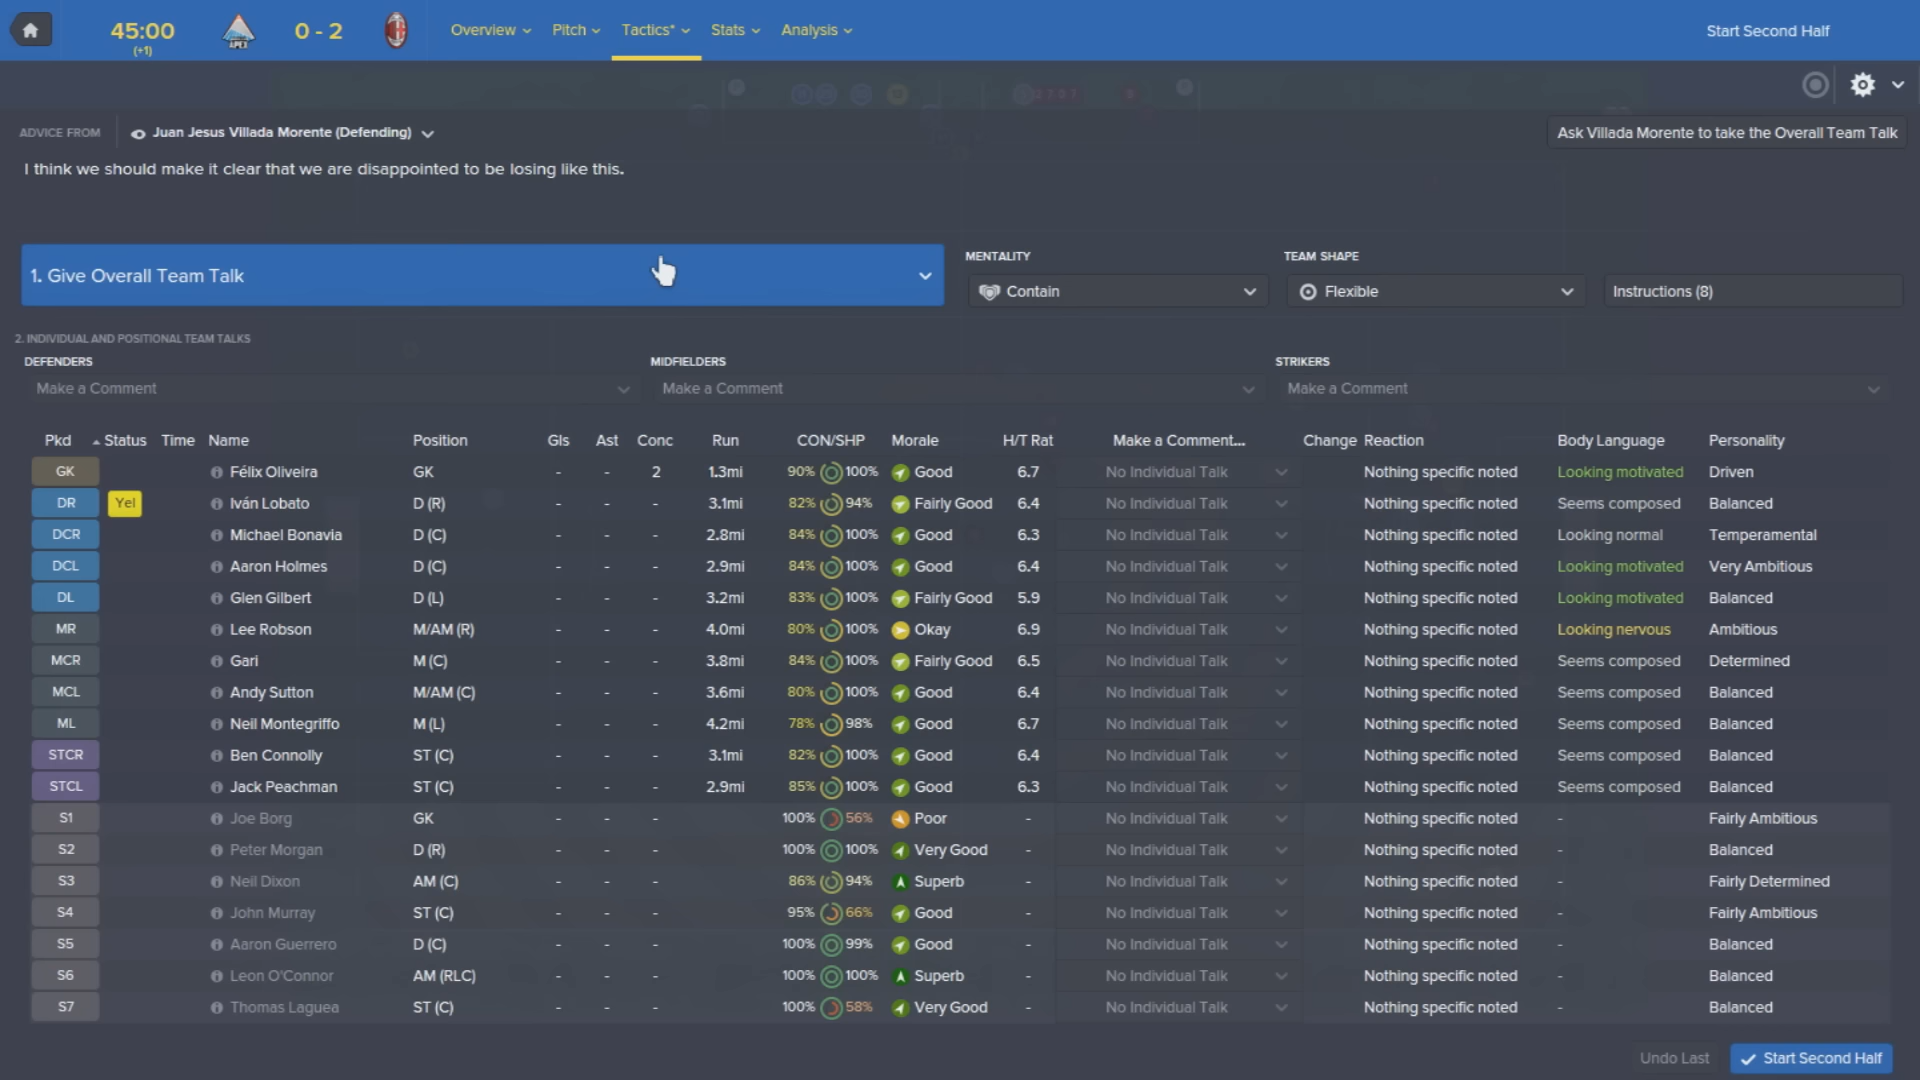 45:00
(+1)
APEX
0 - 2
Overview
Pitch
Tactics*
Stats
Analysis
Start Second Half
ADVICE FROM
Juan Jesus Villada Morente (Defending)
Ask Villada Morente to take the Overall Team Talk
I think we should make it clear that we are disappointed to be losing like this.
1. Give Overall Team Talk
MENTALITY
Contain
TEAM SHAPE
Flexible
Instructions (8)
2. INDIVIDUAL AND POSITIONAL TEAM TALKS
DEFENDERS
Make a Comment
MIDFIELDERS
Make a Comment
STRIKERS
Make a Comment
Pkd Status Time Name Position Gls Ast Conc Run CON/SHP Morale H/T Rat Make a Comment... Change Reaction Body Language Personality
GK Félix Oliveira GK - - 2 1.3mi 90% 100% Good 6.7 No Individual Talk Nothing specific noted Looking motivated Driven
DR Yel Iván Lobato D (R) - - - 3.1mi 82% 94% Fairly Good 6.4 No Individual Talk Nothing specific noted Seems composed Balanced
DCR Michael Bonavia D (C) - - - 2.8mi 84% 100% Good 6.3 No Individual Talk Nothing specific noted Looking normal Temperamental
DCL Aaron Holmes D (C) - - - 2.9mi 84% 100% Good 6.4 No Individual Talk Nothing specific noted Looking motivated Very Ambitious
DL Glen Gilbert D (L) - - - 3.2mi 83% 100% Fairly Good 5.9 No Individual Talk Nothing specific noted Looking motivated Balanced
MR Lee Robson M/AM (R) - - - 4.0mi 80% 100% Okay 6.9 No Individual Talk Nothing specific noted Looking nervous Ambitious
MCR Gari M (C) - - - 3.8mi 84% 100% Fairly Good 6.5 No Individual Talk Nothing specific noted Seems composed Determined
MCL Andy Sutton M/AM (C) - - - 3.6mi 80% 100% Good 6.4 No Individual Talk Nothing specific noted Seems composed Balanced
ML Neil Montegriffo M (L) - - - 4.2mi 78% 98% Good 6.7 No Individual Talk Nothing specific noted Seems composed Balanced
STCR Ben Connolly ST (C) - - - 3.1mi 82% 100% Good 6.4 No Individual Talk Nothing specific noted Seems composed Balanced
STCL Jack Peachman ST (C) - - - 2.9mi 85% 100% Good 6.3 No Individual Talk Nothing specific noted Seems composed Balanced
S1 Joe Borg GK - - - 100% 56% Poor - No Individual Talk Nothing specific noted - Fairly Ambitious
S2 Peter Morgan D (R) - - - 100% 100% Very Good - No Individual Talk Nothing specific noted - Balanced
S3 Neil Dixon AM (C) - - - 86% 94% Superb - No Individual Talk Nothing specific noted - Fairly Determined
S4 John Murray ST (C) - - - 95% 66% Good - No Individual Talk Nothing specific noted - Fairly Ambitious
S5 Aaron Guerrero D (C) - - - 100% 99% Good - No Individual Talk Nothing specific noted - Balanced
S6 Leon O'Connor AM (RLC) - - - 100% 100% Superb - No Individual Talk Nothing specific noted - Balanced
S7 Thomas Laguea ST (C) - - - 100% 58% Very Good - No Individual Talk Nothing specific noted - Balanced
Undo Last
Start Second Half